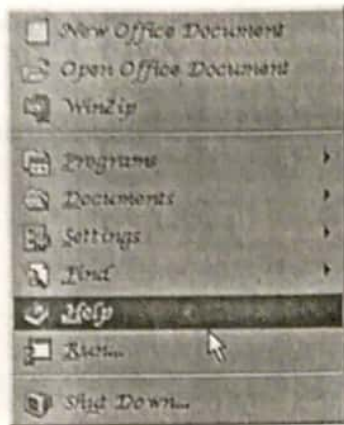 New Office Document
Open Office Document
WinZip
Programs
Documents
Settings
Find
Help
Run...
Shut Down...